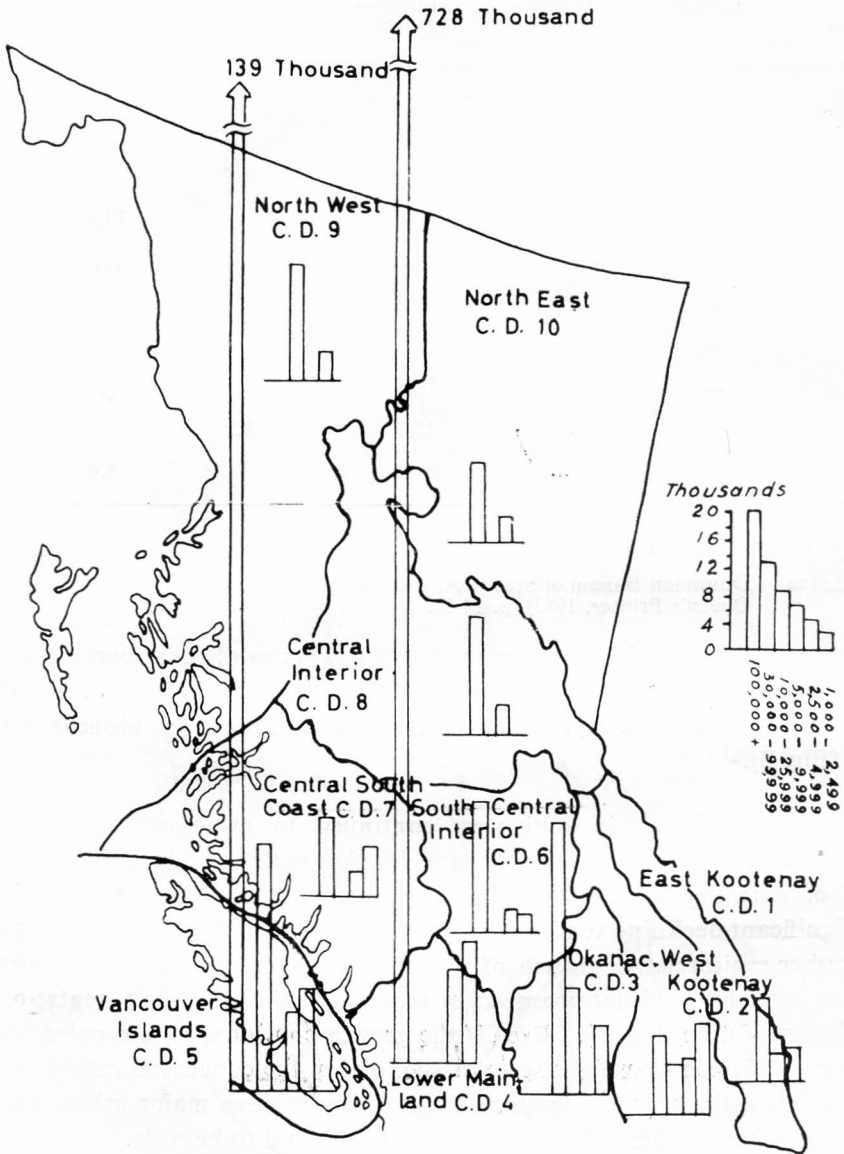 728 Thousand
139 Thousand
North West
C. D. 9
North East
C. D. 10
Thousands
20
16
12
8
4
0
1,000 - 2,499
2,500 - 4,999
5,000 - 9,999
10,000 -
30,000 - 99,999
100,000 +
Central
Interior
C. D. 8
Central South
Coast C.D.7
South Central
Interior
C.D.6
East Kootenay
C.D.1
Okanac.
C.D.3
West
Kootenay
C.D.2
Vancouver
Islands
C.D.5
Lower Main-
land C.D.4